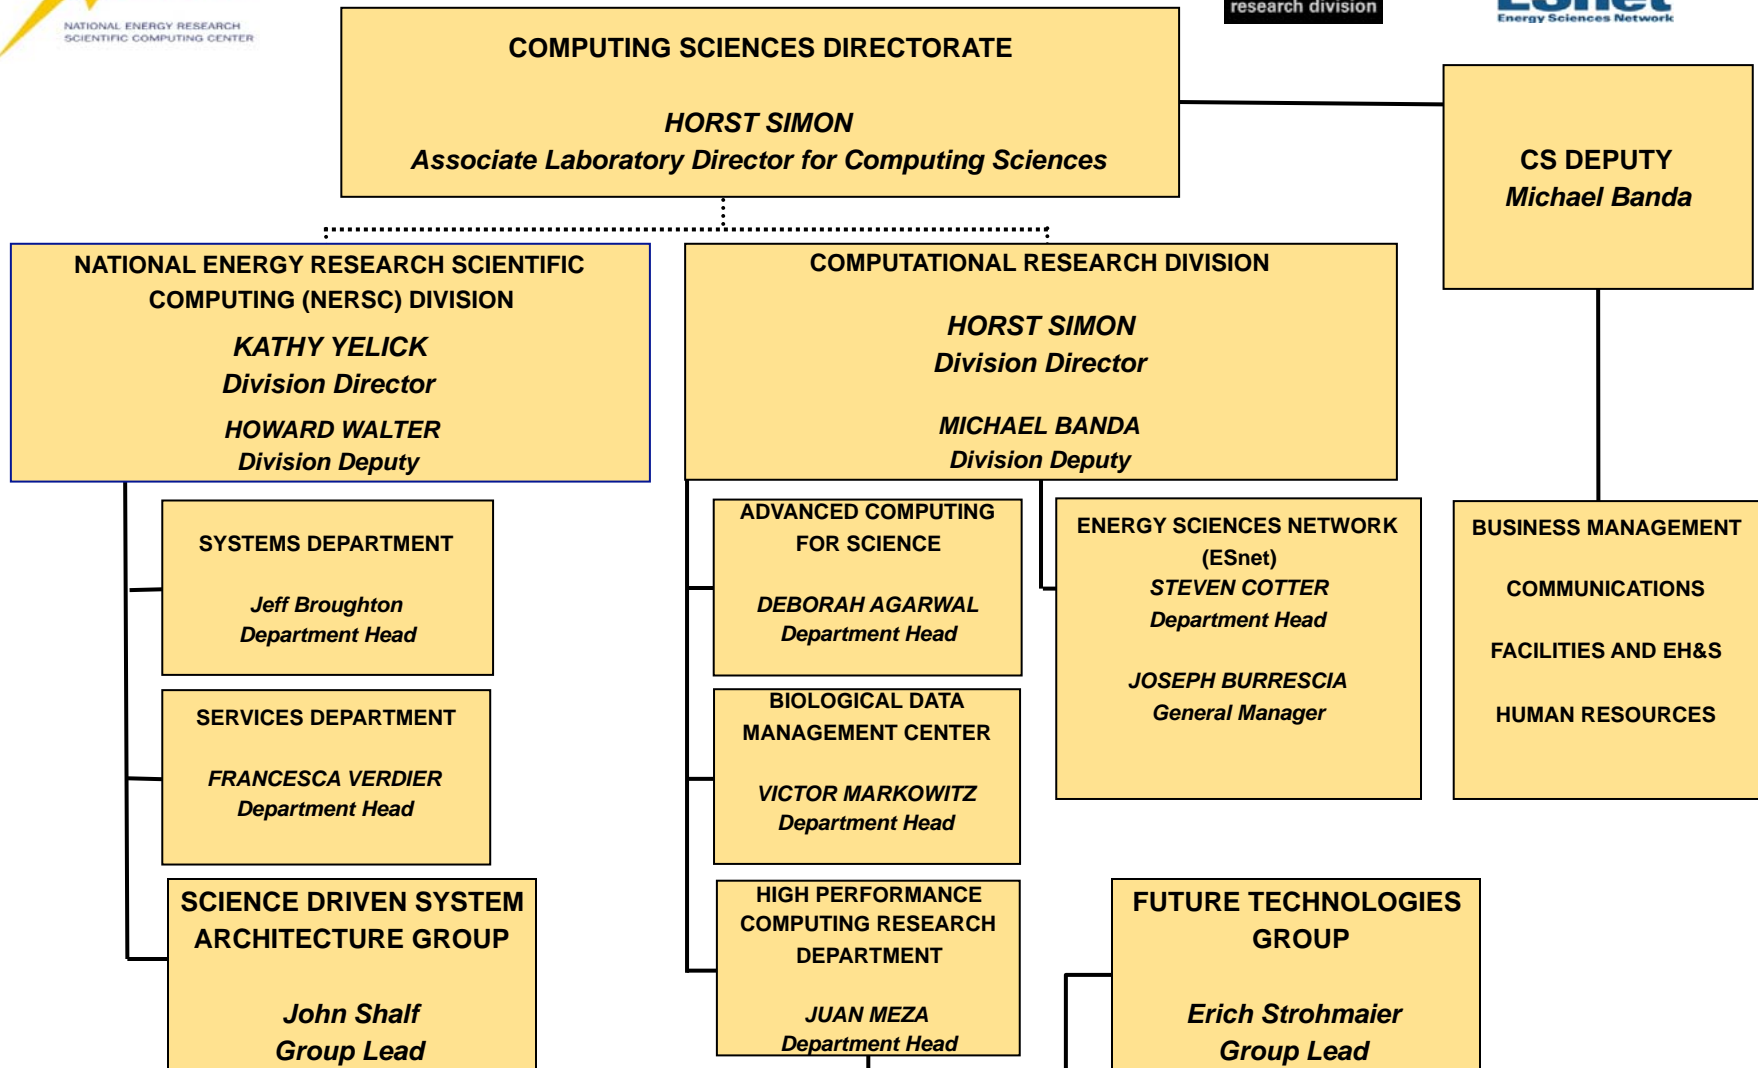 NATIONAL ENERGY RESEARCH
SCIENTIFIC COMPUTING CENTER
research division
ESnet
Energy Sciences Network
COMPUTING SCIENCES DIRECTORATE
HORST SIMON
Associate Laboratory Director for Computing Sciences
CS DEPUTY
Michael Banda
NATIONAL ENERGY RESEARCH SCIENTIFIC
COMPUTING (NERSC) DIVISION
KATHY YELICK
Division Director
HOWARD WALTER
Division Deputy
COMPUTATIONAL RESEARCH DIVISION
HORST SIMON
Division Director
MICHAEL BANDA
Division Deputy
SYSTEMS DEPARTMENT
Jeff Broughton
Department Head
SERVICES DEPARTMENT
FRANCESCA VERDIER
Department Head
SCIENCE DRIVEN SYSTEM
ARCHITECTURE GROUP
John Shalf
Group Lead
ADVANCED COMPUTING
FOR SCIENCE
DEBORAH AGARWAL
Department Head
BIOLOGICAL DATA
MANAGEMENT CENTER
VICTOR MARKOWITZ
Department Head
HIGH PERFORMANCE
COMPUTING RESEARCH
DEPARTMENT
JUAN MEZA
Department Head
ENERGY SCIENCES NETWORK
(ESnet)
STEVEN COTTER
Department Head
JOSEPH BURRESCIA
General Manager
FUTURE TECHNOLOGIES
GROUP
Erich Strohmaier
Group Lead
BUSINESS MANAGEMENT
COMMUNICATIONS
FACILITIES AND EH&S
HUMAN RESOURCES